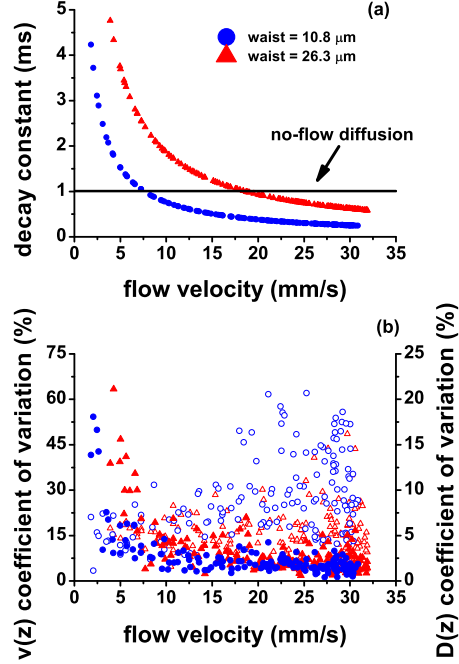 (a)
waist = 10.8 μm
waist = 26.3 μm
no-flow diffusion
decay constant (ms)
5
4
3
2
1
0
0 5 10 15 20 25 30 35
flow velocity (mm/s)
(b)
v(z) coefficient of variation (%)
75
60
45
30
15
0
D(z) coefficient of variation (%)
25
20
15
10
5
0
0 5 10 15 20 25 30 35
flow velocity (mm/s)